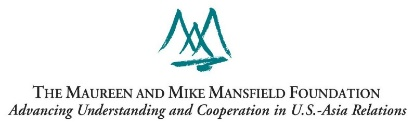 THE MAUREEN AND MIKE MANSFIELD FOUNDATION
Advancing Understanding and Cooperation in U.S.-Asia Relations